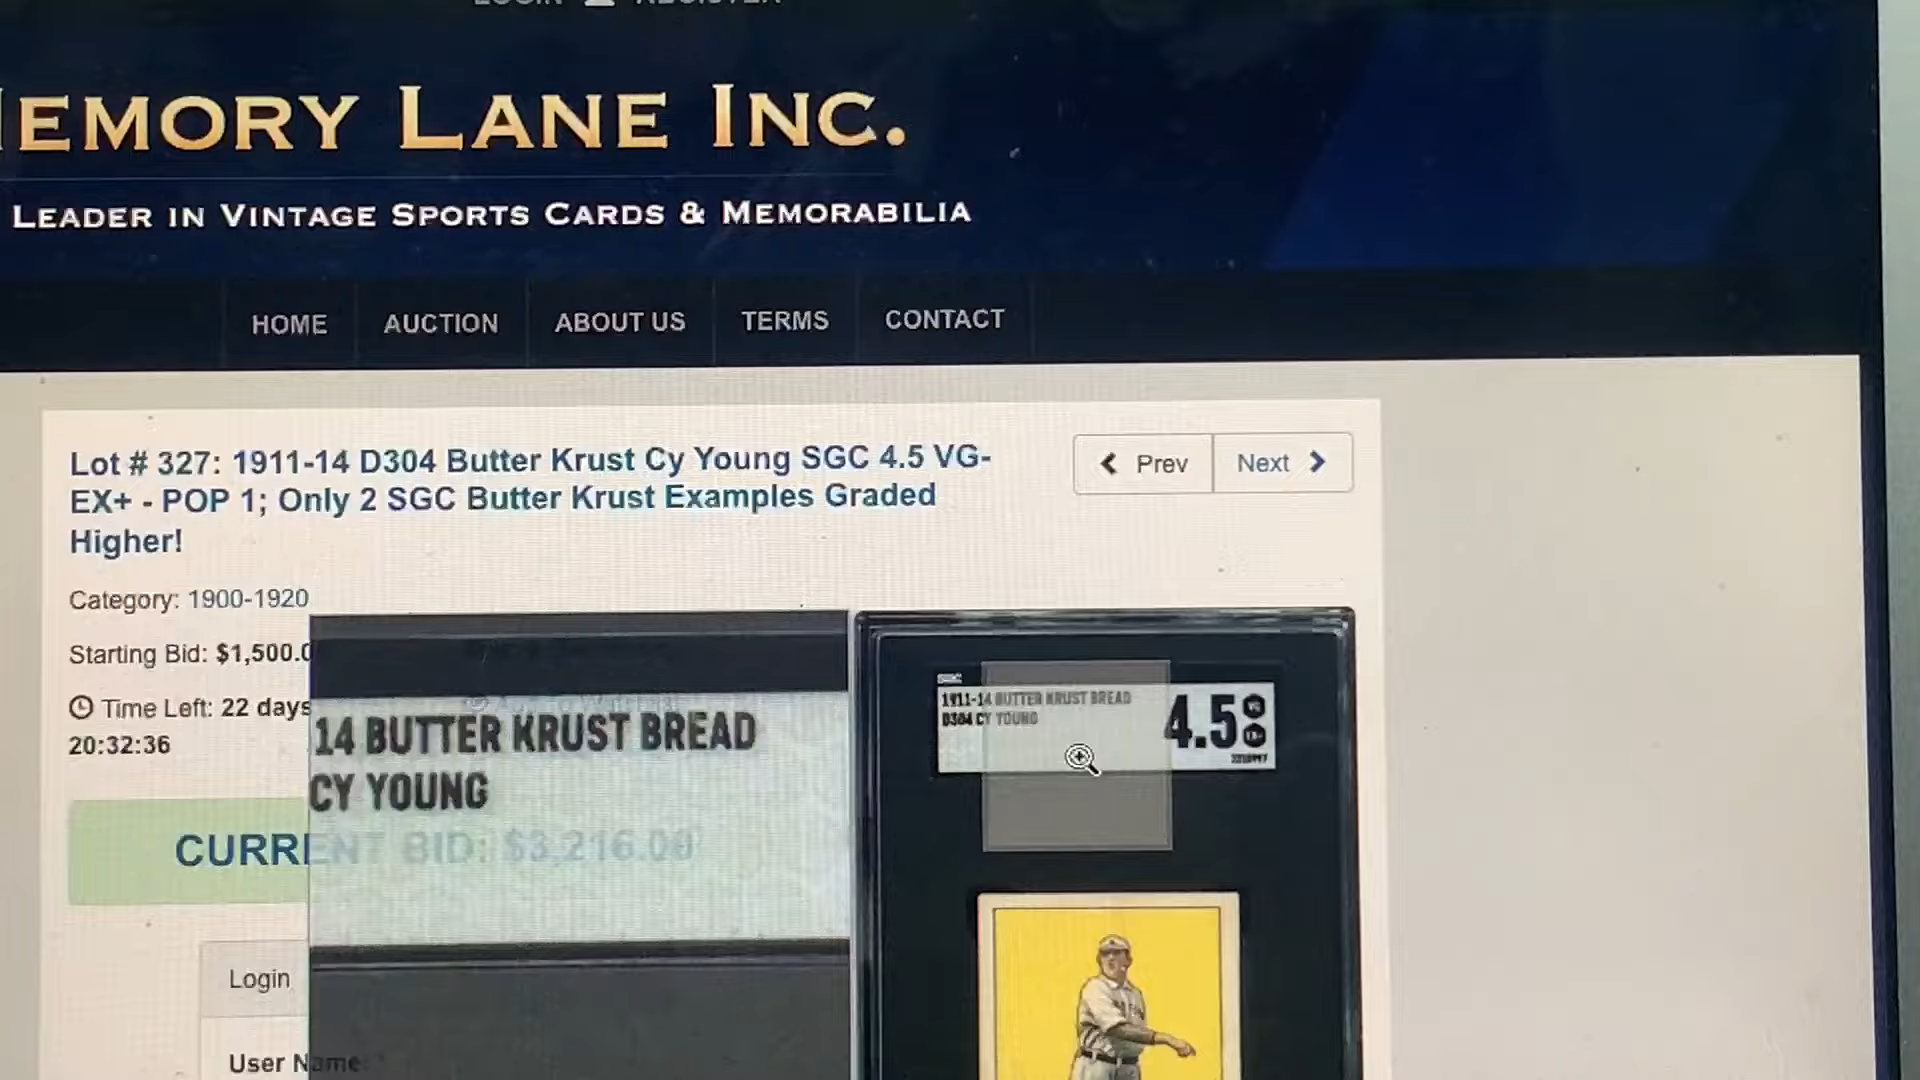 EMORY LANE INC.
LEADER IN VINTAGE SPORTS CARDS & MEMORABILIA
HOME AUCTION ABOUT US TERMS CONTACT
Lot # 327: 1911-14 D304 Butter Krust Cy Young SGC 4.5 VG-
EX+ - POP 1; Only 2 SGC Butter Krust Examples Graded
Higher!
Prev Next
Category: 1900-1920
Starting Bid: $1,500.0
Time Left: 22 days
20:32:36
14 BUTTER KRUST BREAD
CY YOUNG
CURRENT BID: $3,216.00
Login
User Name:
SGC
1911-14 BUTTER KRUST BREAD
D304 CY YOUNG
4.5